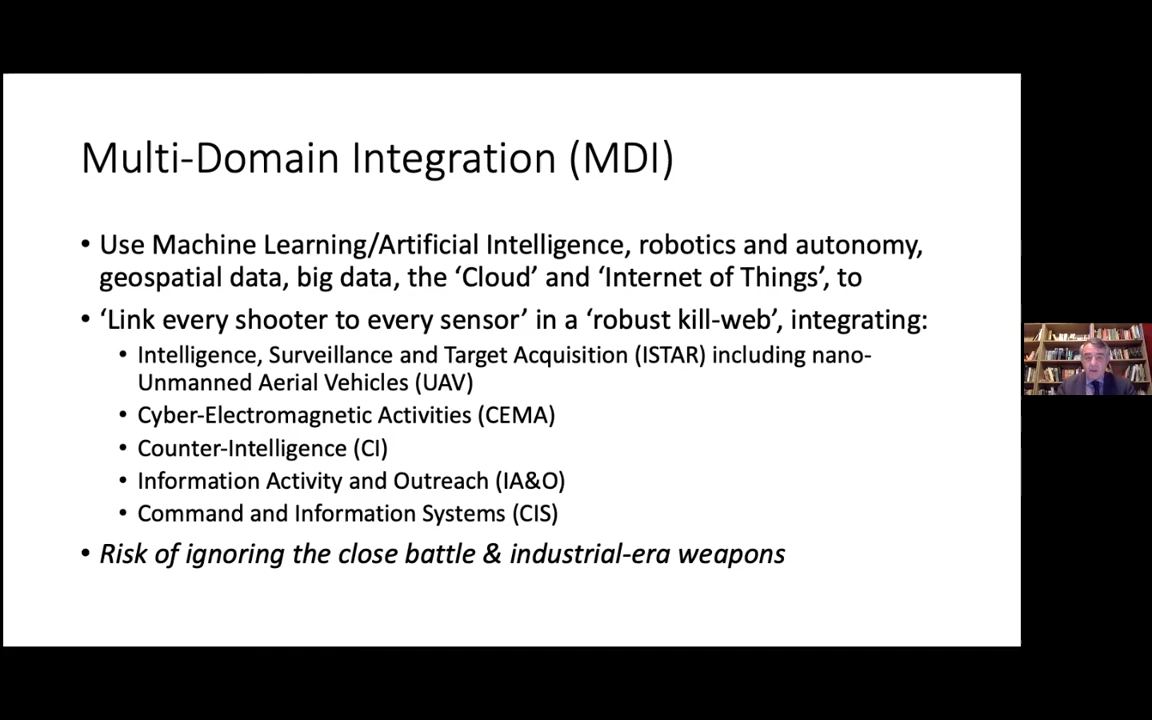 Multi-Domain Integration (MDI)
• Use Machine Learning/Artificial Intelligence, robotics and autonomy,
geospatial data, big data, the ‘Cloud’ and ‘Internet of Things’, to
• ‘Link every shooter to every sensor’ in a ‘robust kill-web’, integrating:
• Intelligence, Surveillance and Target Acquisition (ISTAR) including nano-
Unmanned Aerial Vehicles (UAV)
• Cyber-Electromagnetic Activities (CEMA)
• Counter-Intelligence (CI)
• Information Activity and Outreach (IA&O)
• Command and Information Systems (CIS)
• Risk of ignoring the close battle & industrial-era weapons